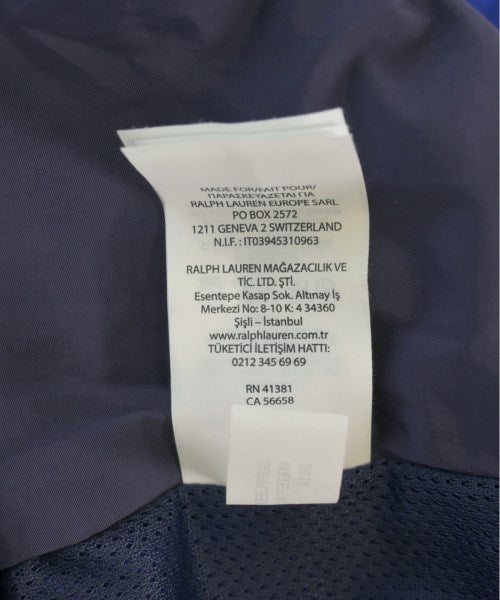 MADE FOR/FAIT POUR/
ΠΑΡΑΣΚΕΥΑΖΕΤΑΙ ΓΙΑ
RALPH LAUREN EUROPE SARL
PO BOX 2572
1211 GENEVA 2 SWITZERLAND
N.I.F. : IT03945310963
RALPH LAUREN MAĞAZACILIK VE
TİC. LTD. ŞTİ.
Esentepe Kasap Sok. Altınay İş
Merkezi No: 8-10 K: 4 34360
Şişli – İstanbul
www.ralphlauren.com.tr
TÜKETİCİ İLETİŞİM HATTI:
0212 345 69 69
RN 41381
CA 56658